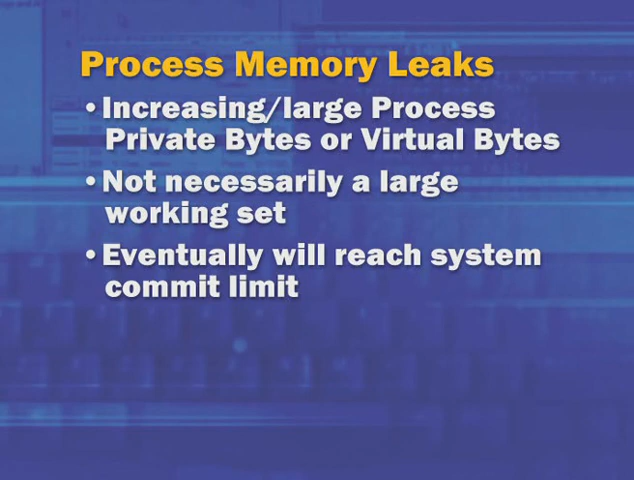 Process Memory Leaks
• Increasing/large Process
Private Bytes or Virtual Bytes
• Not necessarily a large
working set
• Eventually will reach system
commit limit